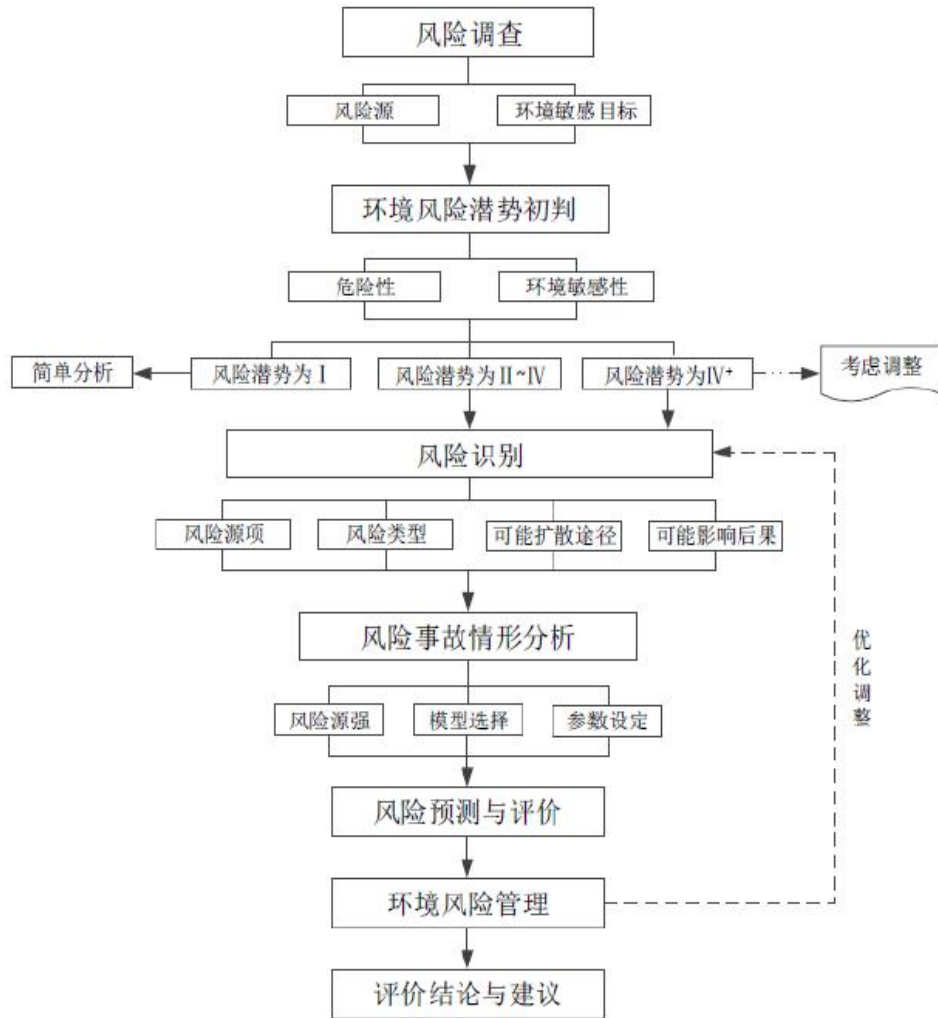 风险调查
风险源
环境敏感目标
环境风险潜势初判
危险性
环境敏感性
简单分析
风险潜势为Ⅰ
风险潜势为Ⅱ~Ⅳ
风险潜势为Ⅳ+
考虑调整
风险识别
风险源项
风险类型
可能扩散途径
可能影响后果
风险事故情形分析
优化调整
风险源强
模型选择
参数设定
风险预测与评价
环境风险管理
评价结论与建议